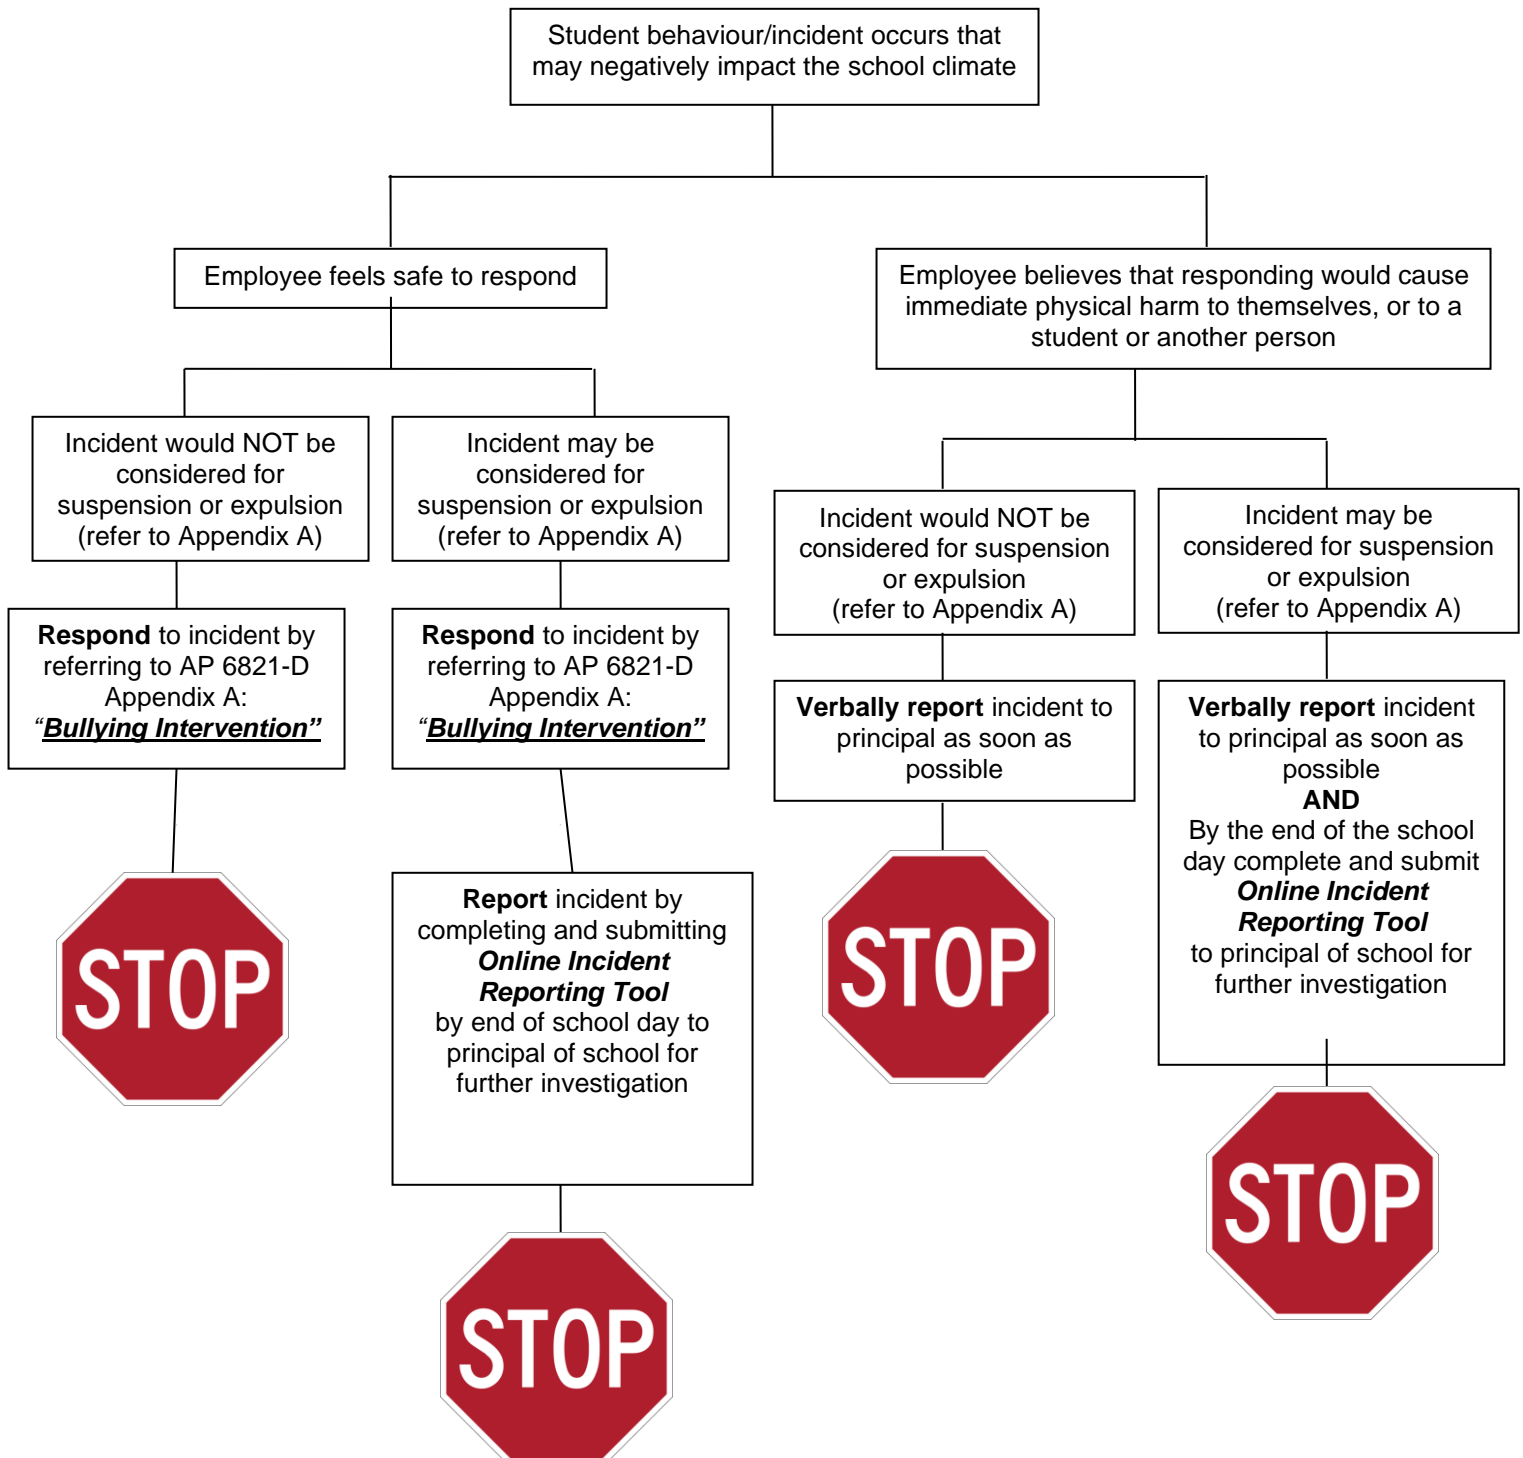 Student behaviour/incident occurs that
may negatively impact the school climate
Employee feels safe to respond
Employee believes that responding would cause
immediate physical harm to themselves, or to a
student or another person
Incident would NOT be
considered for
suspension or expulsion
(refer to Appendix A)
Incident may be
considered for
suspension or expulsion
(refer to Appendix A)
Incident would NOT be
considered for suspension
or expulsion
(refer to Appendix A)
Incident may be
considered for suspension
or expulsion
(refer to Appendix A)
Respond to incident by
referring to AP 6821-D
Appendix A:
“Bullying Intervention”
Respond to incident by
referring to AP 6821-D
Appendix A:
“Bullying Intervention”
Verbally report incident to
principal as soon as
possible
Verbally report incident
to principal as soon as
possible
AND
By the end of the school
day complete and submit
Online Incident
Reporting Tool
to principal of school for
further investigation
STOP
Report incident by
completing and submitting
Online Incident
Reporting Tool
by end of school day to
principal of school for
further investigation
STOP
STOP
STOP